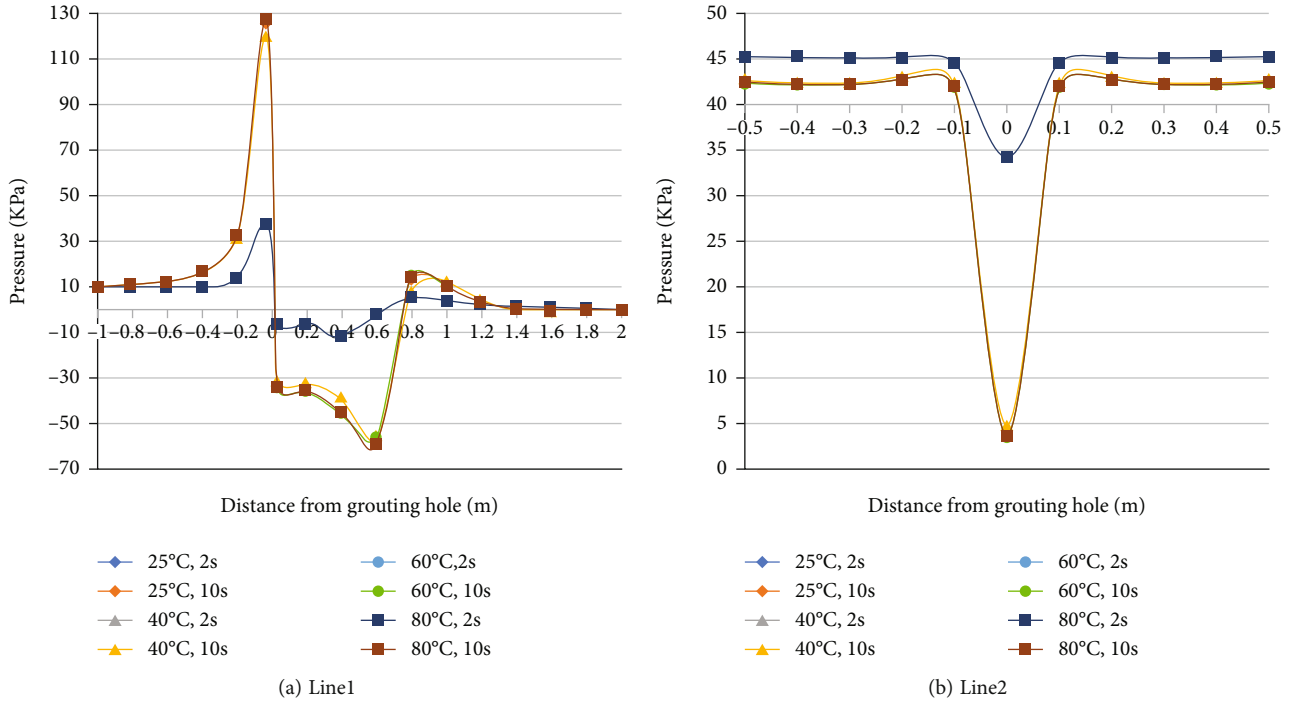 130
110
90
70
50
30
10
–10
–30
–50
–70
Pressure (KPa)
–1 –0.8 –0.6 –0.4 –0.2 0 0.2 0.4 0.6 0.8 1 1.2 1.4 1.6 1.8 2
Distance from grouting hole (m)
25°C, 2s
25°C, 10s
40°C, 2s
40°C, 10s
60°C,2s
60°C, 10s
80°C, 2s
80°C, 10s
(a) Line1
50
45
40
35
30
25
20
15
10
5
0
Pressure (KPa)
–0.5 –0.4 –0.3 –0.2 –0.1 0 0.1 0.2 0.3 0.4 0.5
Distance from grouting hole (m)
25°C, 2s
25°C, 10s
40°C, 2s
40°C, 10s
60°C, 2s
60°C, 10s
80°C, 2s
80°C, 10s
(b) Line2